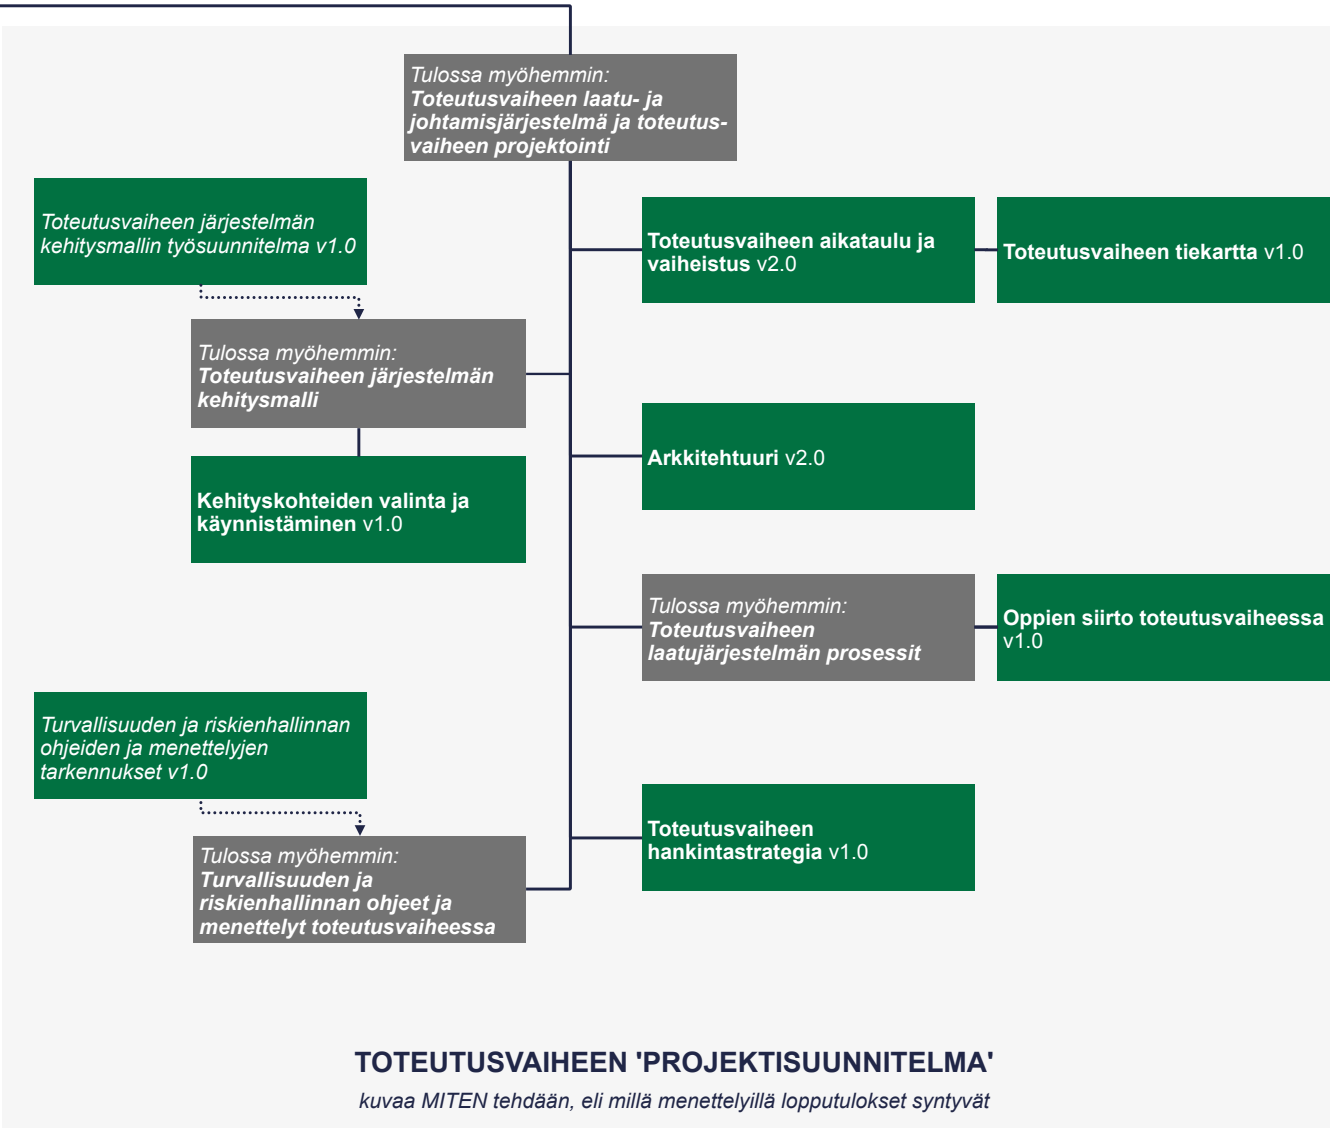 Tulossa myöhemmin:
Toteutusvaiheen laatu- ja
johtamisjärjestelmä ja toteutus-
vaiheen projektointi
Toteutusvaiheen järjestelmän
kehitysmallin työsuunnitelma v1.0
Toteutusvaiheen aikataulu ja
vaiheistus v2.0
Toteutusvaiheen tiekartta v1.0
Tulossa myöhemmin:
Toteutusvaiheen järjestelmän
kehitysmalli
Arkkitehtuuri v2.0
Kehityskohteiden valinta ja
käynnistäminen v1.0
Tulossa myöhemmin:
Toteutusvaiheen
laatujärjestelmän prosessit
Oppien siirto toteutusvaiheessa
v1.0
Turvallisuuden ja riskienhallinnan
ohjeiden ja menettelyjen
tarkennukset v1.0
Toteutusvaiheen
hankintastrategia v1.0
Tulossa myöhemmin:
Turvallisuuden ja
riskienhallinnan ohjeet ja
menettelyt toteutusvaiheessa
TOTEUTUSVAIHEEN 'PROJEKTISUUNNITELMA'
kuvaa MITEN tehdään, eli millä menettelyillä lopputulokset syntyvät